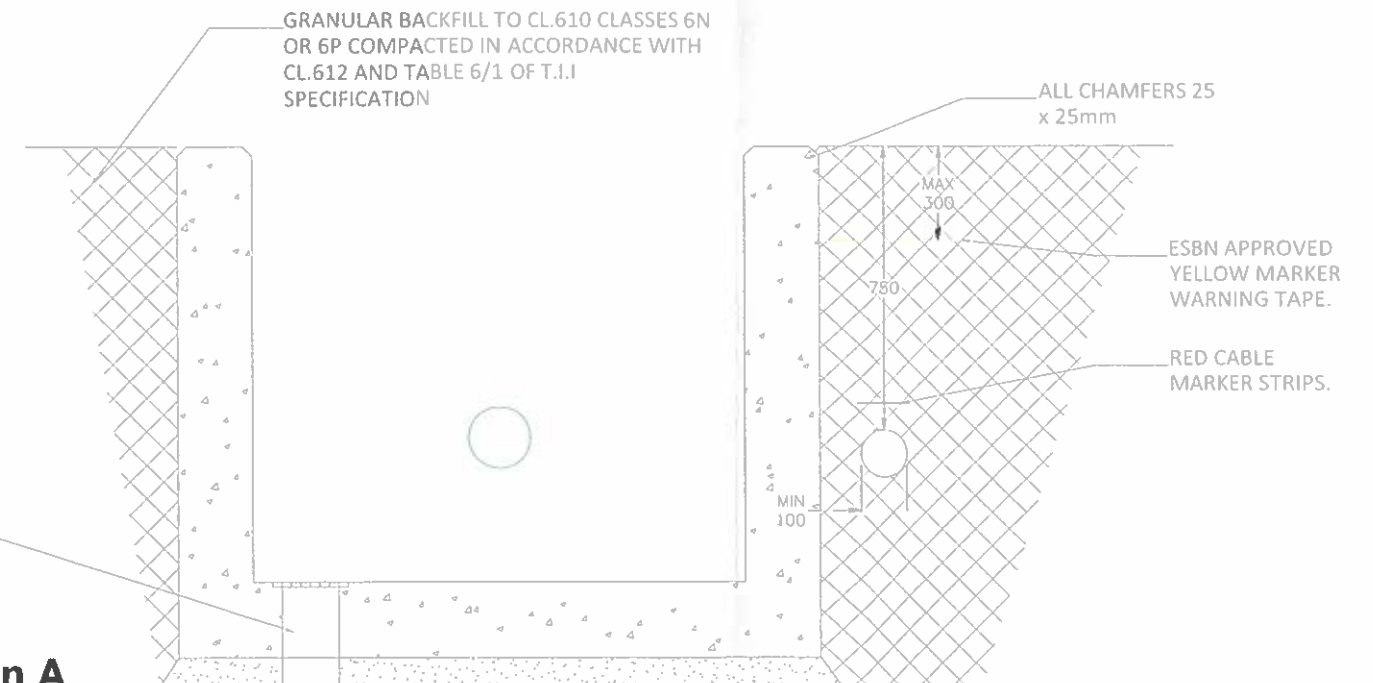 GRANULAR BACKFILL TO CL.610 CLASSES 6N
OR 6P COMPACTED IN ACCORDANCE WITH
CL.612 AND TABLE 6/1 OF T.I.I
SPECIFICATION
ALL CHAMFERS 25
x 25mm
MAX
300
ESBN APPROVED
YELLOW MARKER
WARNING TAPE.
750
RED CABLE
MARKER STRIPS.
MIN
100
n A